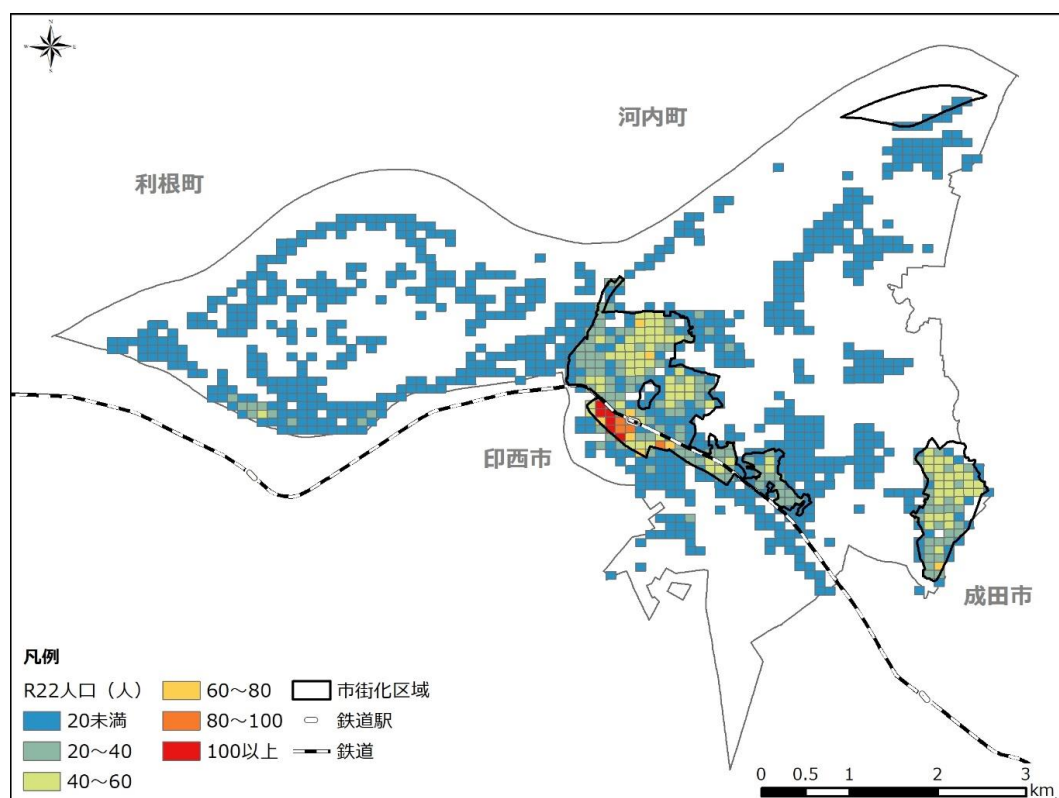 N
W
E
S
河内町
利根町
印西市
成田市
凡例
R22人口（人）
20未満
20～40
40～60
60～80
80～100
100以上
市街化区域
鉄道駅
鉄道
0 0.5 1 2 3
km